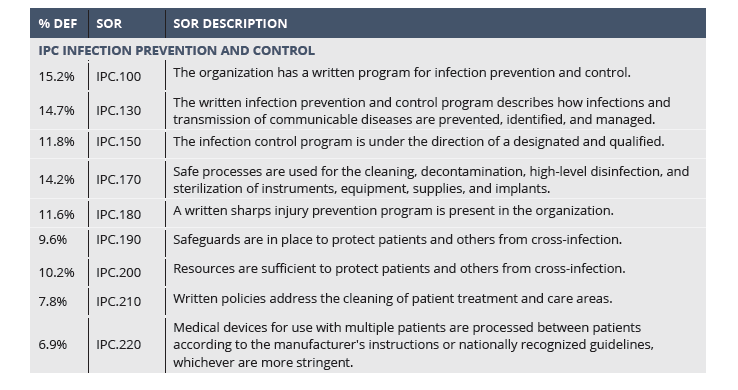 % DEF SOR SOR DESCRIPTION
IPC INFECTION PREVENTION AND CONTROL
15.2% IPC.100 The organization has a written program for infection prevention and control.
14.7% IPC.130 The written infection prevention and control program describes how infections and
transmission of communicable diseases are prevented, identified, and managed.
11.8% IPC.150 The infection control program is under the direction of a designated and qualified.
14.2% IPC.170 Safe processes are used for the cleaning, decontamination, high-level disinfection, and
sterilization of instruments, equipment, supplies, and implants.
11.6% IPC.180 A written sharps injury prevention program is present in the organization.
9.6% IPC.190 Safeguards are in place to protect patients and others from cross-infection.
10.2% IPC.200 Resources are sufficient to protect patients and others from cross-infection.
7.8% IPC.210 Written policies address the cleaning of patient treatment and care areas.
6.9% IPC.220 Medical devices for use with multiple patients are processed between patients
according to the manufacturer's instructions or nationally recognized guidelines,
whichever are more stringent.